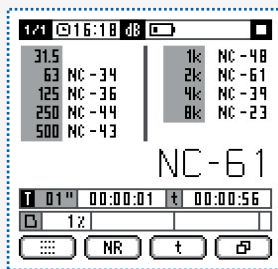 1/1 16:18 dB
31.5
63 NC-34
125 NC-36
250 NC-44
500 NC-43
1k NC-48
2k NC-61
4k NC-39
8k NC-23
NC-61
T 01" 00:00:01 t 00:00:56
1%
NR t